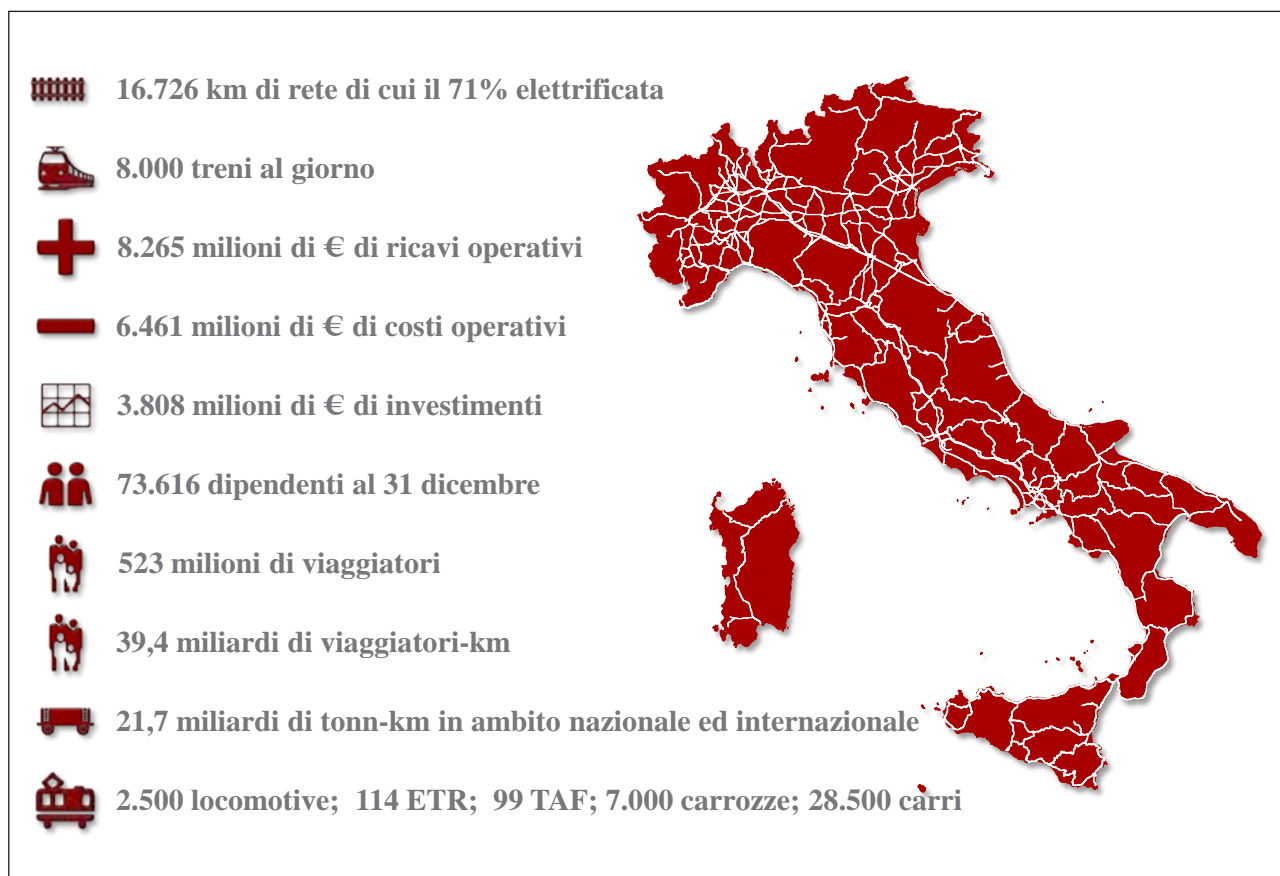 16.726 km di rete di cui il 71% elettrificata
8.000 treni al giorno
8.265 milioni di € di ricavi operativi
6.461 milioni di € di costi operativi
3.808 milioni di € di investimenti
73.616 dipendenti al 31 dicembre
523 milioni di viaggiatori
39,4 miliardi di viaggiatori-km
21,7 miliardi di tonn-km in ambito nazionale ed internazionale
2.500 locomotive; 114 ETR; 99 TAF; 7.000 carrozze; 28.500 carri